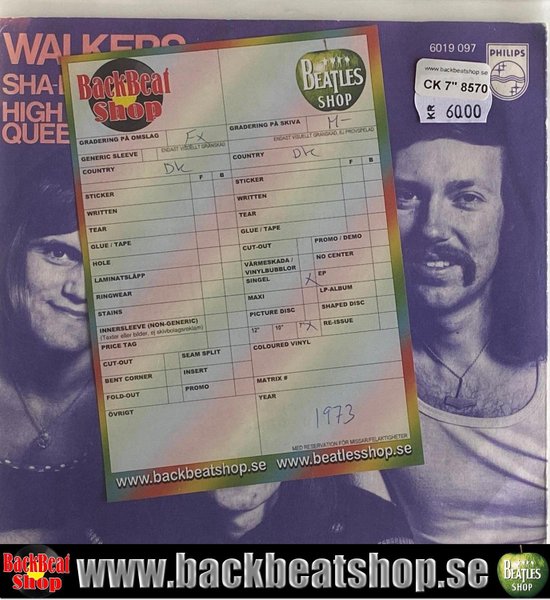 WALKERS
SHA-
HIGH
QUEE
6019 097
PHILIPS
www.backbeatshop.se
CK 7" 8570
KR 60.00
BackBeat
Shop
BEATLES
SHOP
GRADERING PÅ OMSLAG EX
GENERIC SLEEVE
ENDAST VISUELLT GRANSKAD
COUNTRY DK
F B
STICKER
WRITTEN
TEAR
GLUE / TAPE
HOLE
LAMINATSLÄPP
RINGWEAR
STAINS
INNERSLEEVE (NON-GENERIC)
(Texter eller bilder, ej skivbolagsreklam)
PRICE TAG
CUT-OUT
SEAM SPLIT
BENT CORNER
INSERT
FOLD-OUT
PROMO
ÖVRIGT
GRADERING PÅ SKIVA M-
ENDAST VISUELLT GRANSKAD, EJ PROVSPELAD
COUNTRY DK
F B
STICKER
WRITTEN
TEAR
GLUE / TAPE
CUT-OUT
PROMO / DEMO
VÄRMESKADA /
VINYLBUBBLOR
NO CENTER
SINGEL X
EP
MAXI
LP-ALBUM
PICTURE DISC
SHAPED DISC
12" 10" 7" X
RE-ISSUE
COLOURED VINYL
MATRIX #
YEAR
1973
MED RESERVATION FÖR MISSAR/FELAKTIGHETER
www.backbeatshop.se www.beatlesshop.se
BackBeat
Shop
www.backbeatshop.se
BEATLES
SHOP